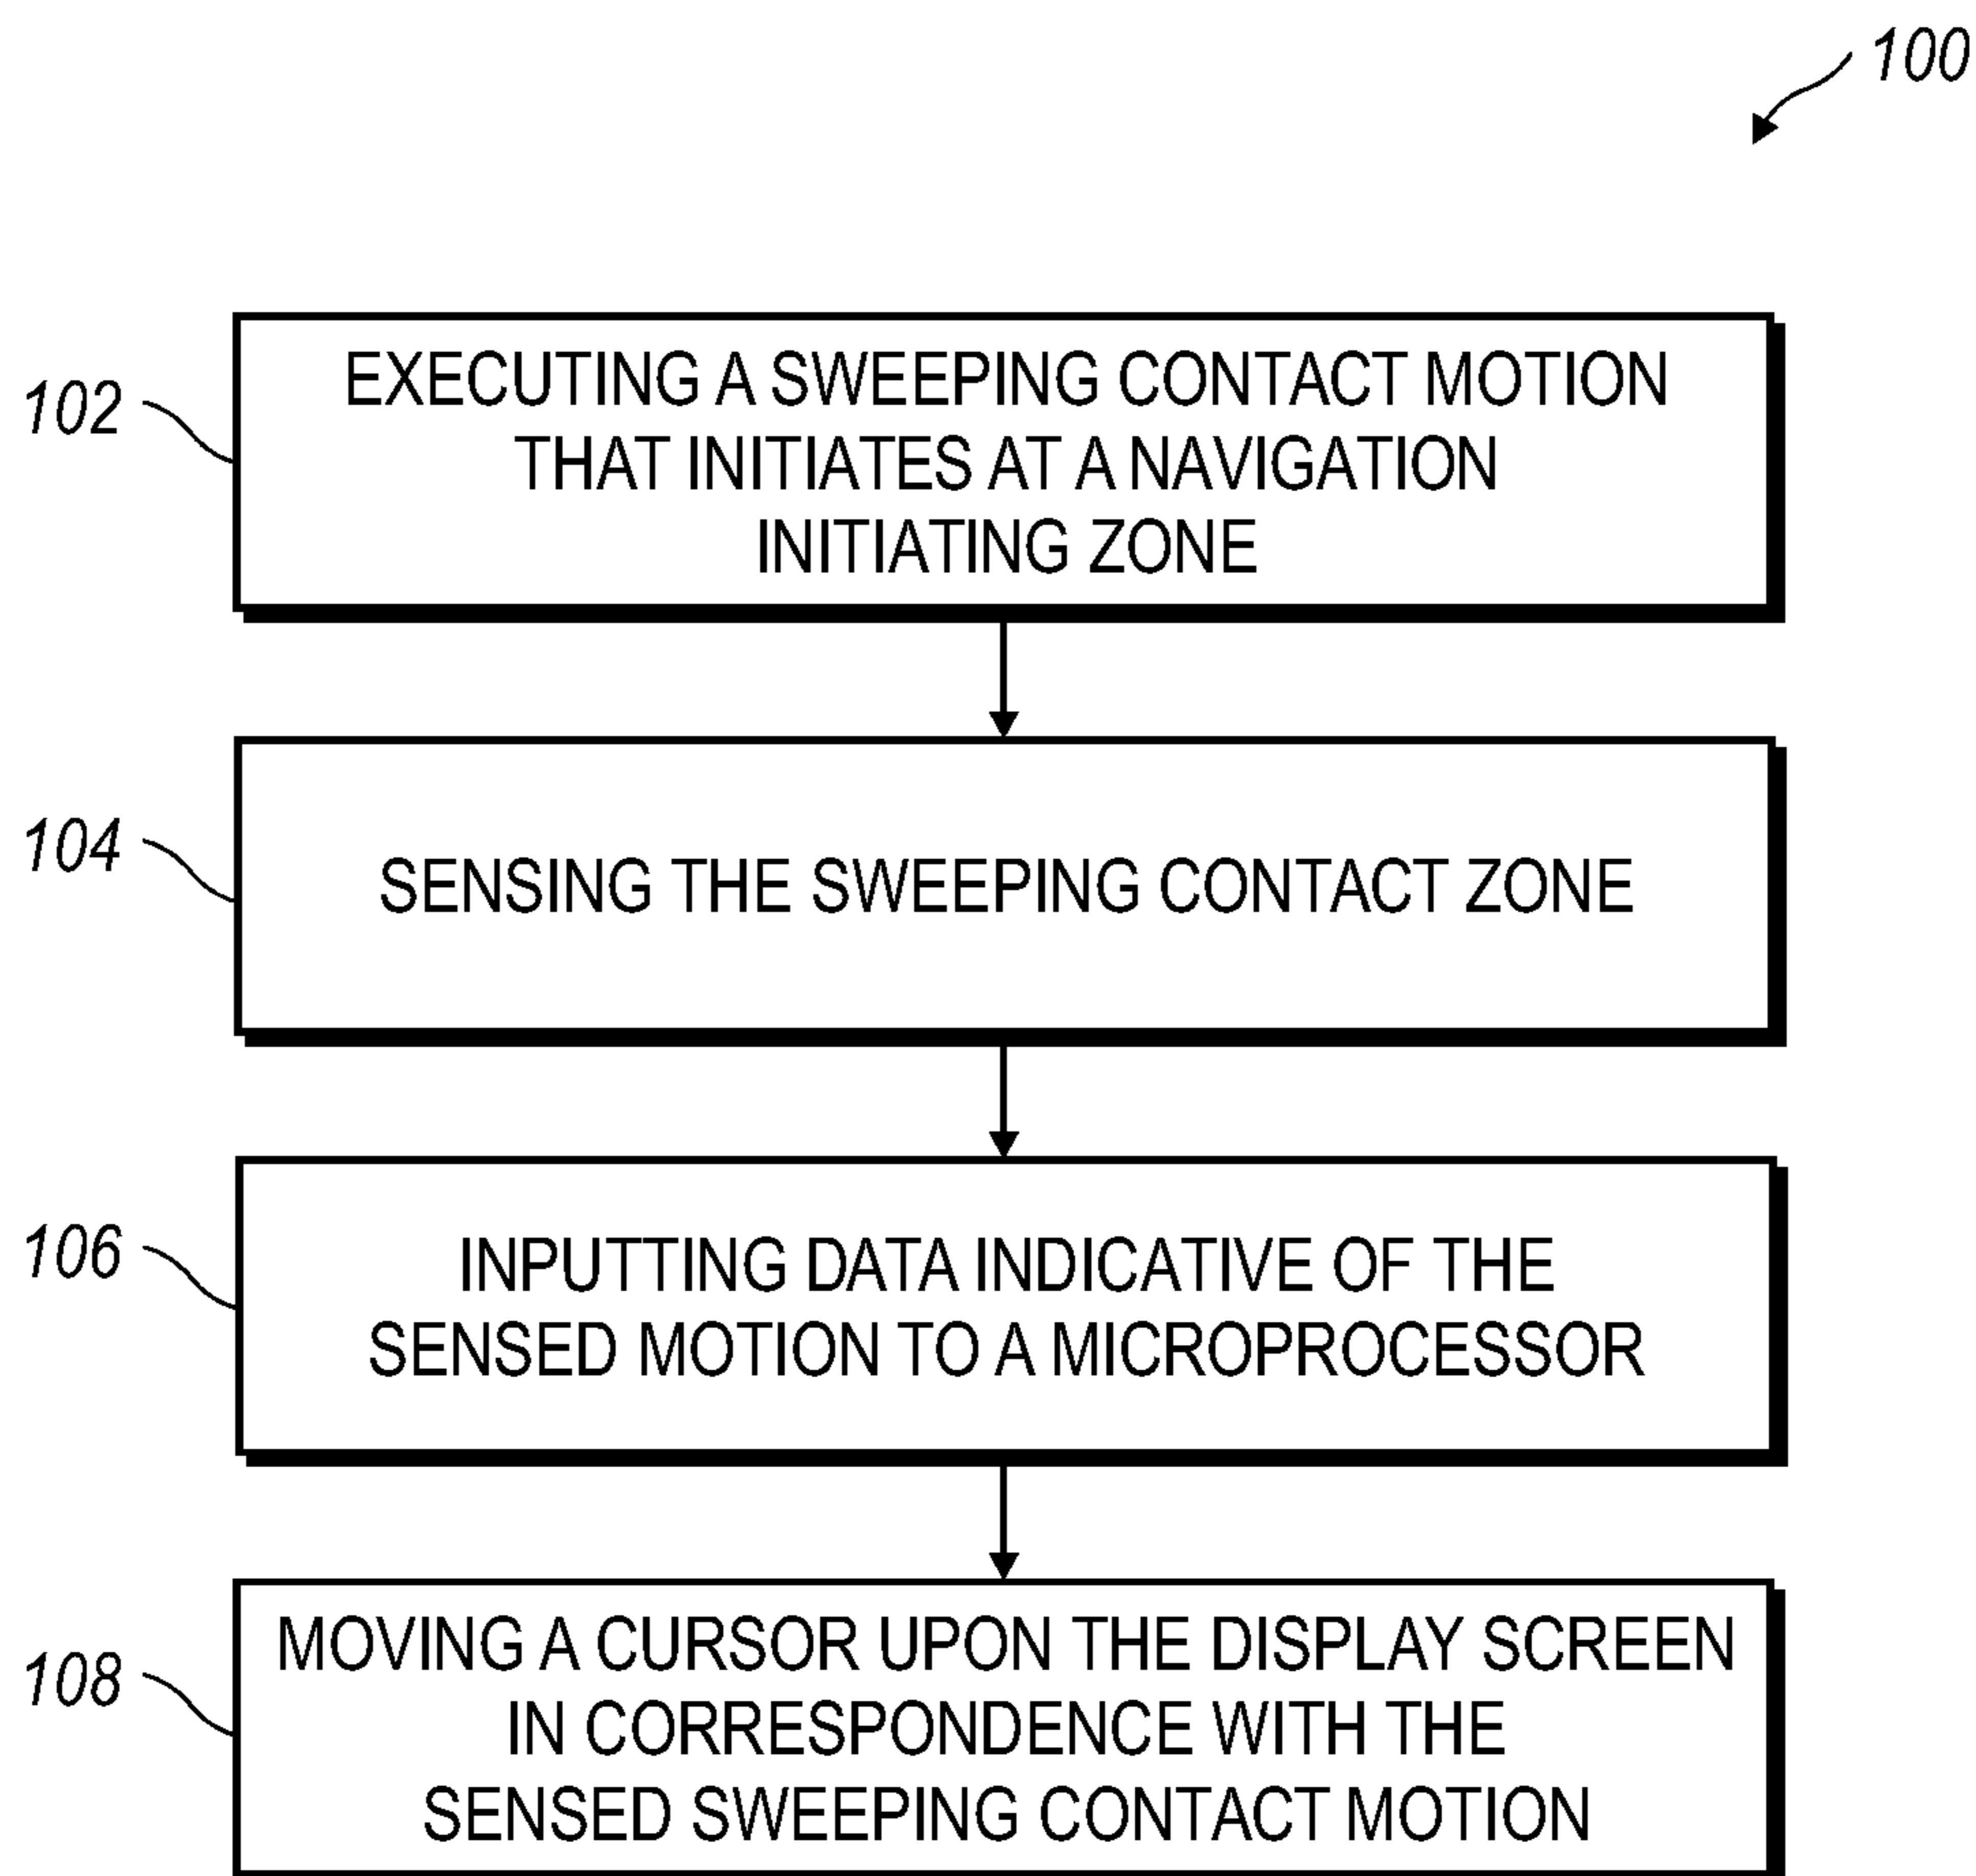 100
102
EXECUTING A SWEEPING CONTACT MOTION
THAT INITIATES AT A NAVIGATION
INITIATING ZONE
104
SENSING THE SWEEPING CONTACT ZONE
106
INPUTTING DATA INDICATIVE OF THE
SENSED MOTION TO A MICROPROCESSOR
108
MOVING A CURSOR UPON THE DISPLAY SCREEN
IN CORRESPONDENCE WITH THE
SENSED SWEEPING CONTACT MOTION